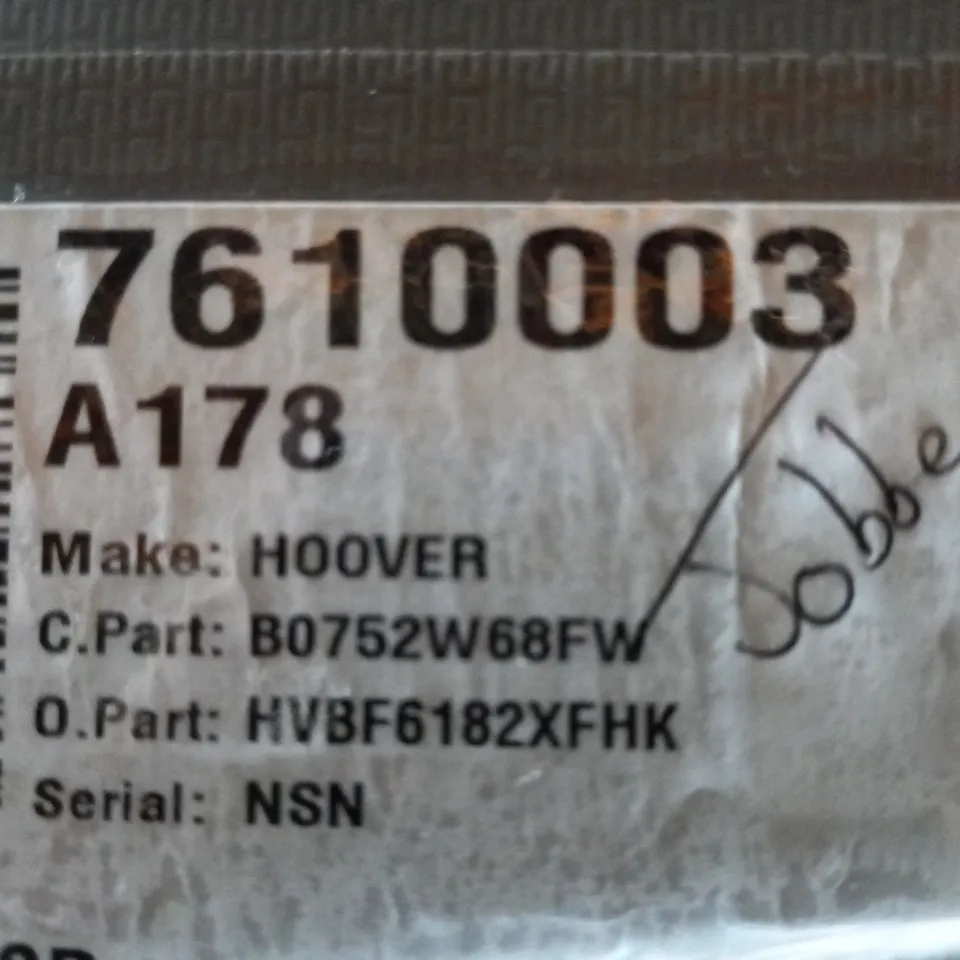 7610003
A178
Make: HOOVER
C.Part: B0752W68FW
O.Part: HVBF6182XFHK
Serial: NSN